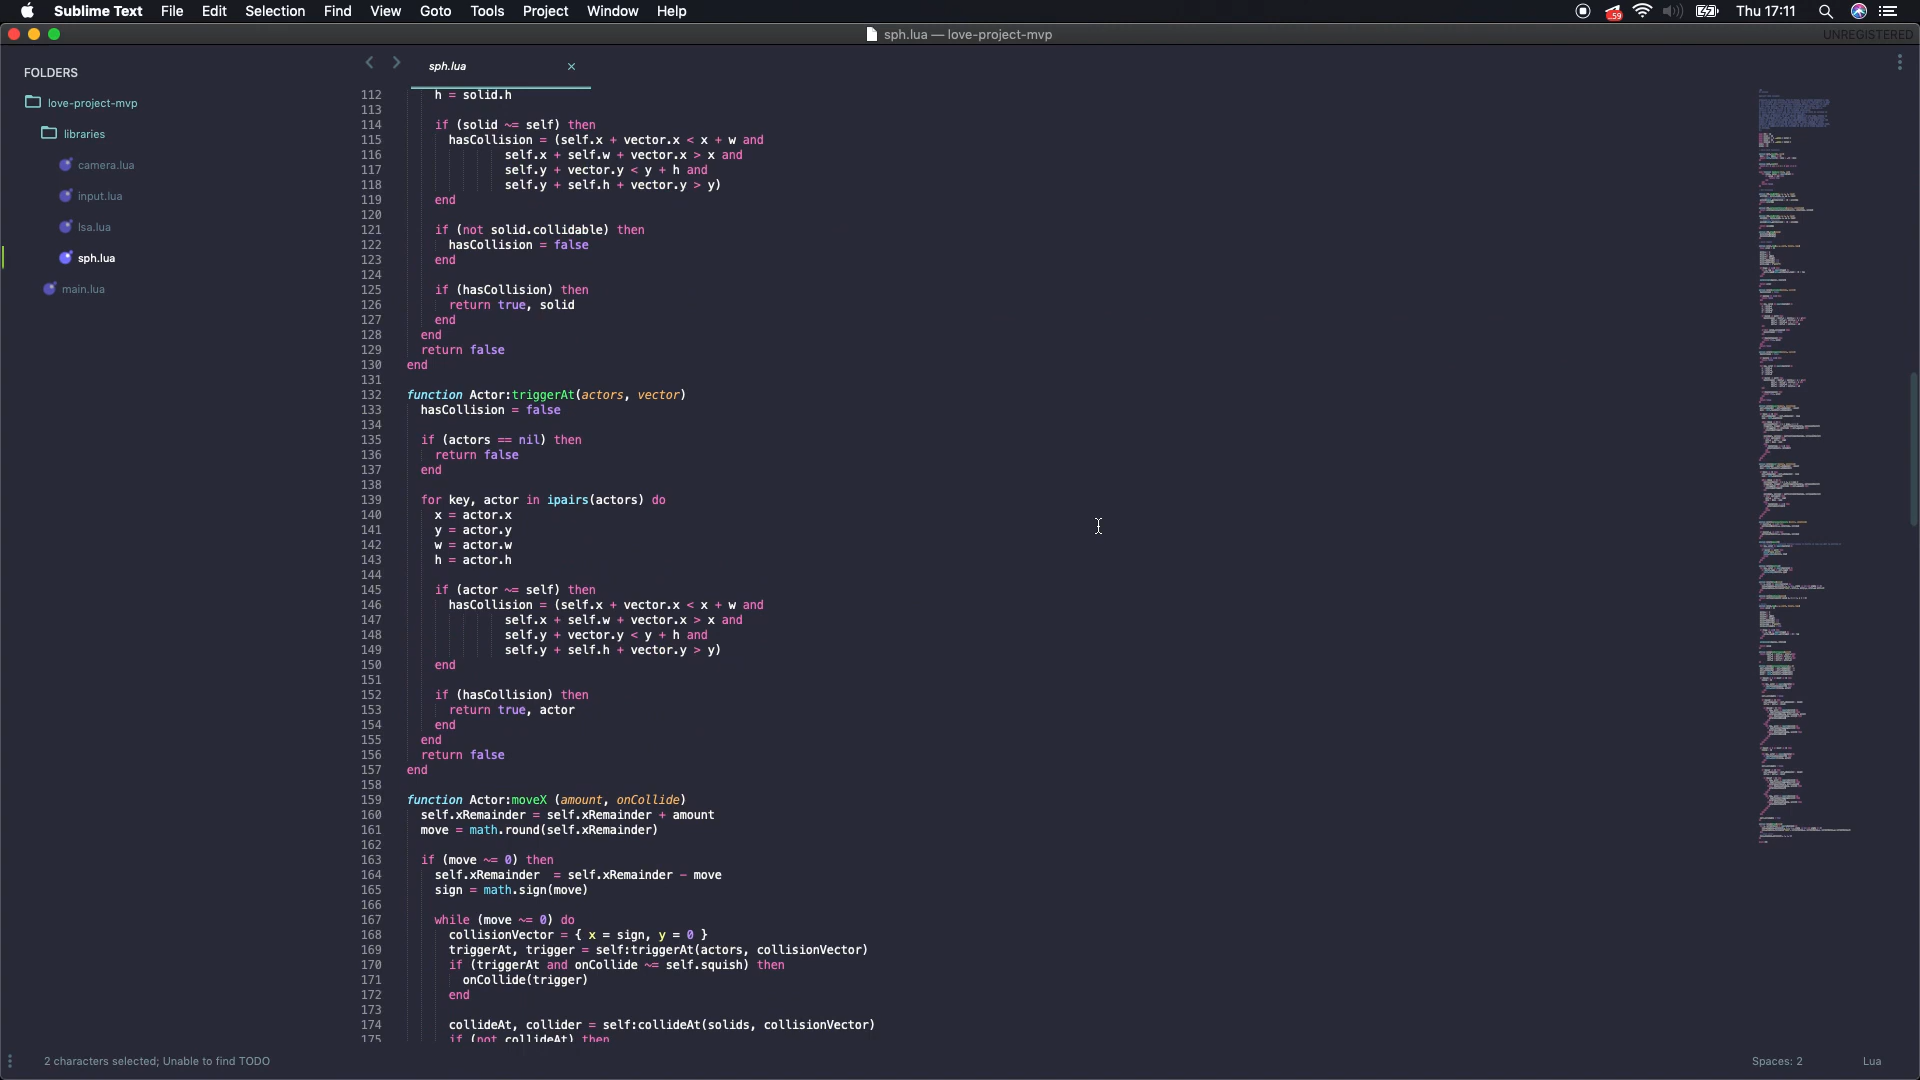 Sublime Text File Edit Selection Find View Goto Tools Project Window Help
.59 Thu 17:11
sph.lua — love-project-mvp UNREGISTERED
FOLDERS
love-project-mvp
libraries
camera.lua
input.lua
lsa.lua
sph.lua
main.lua
sph.lua ×
112 h = solid.h
113
114 if (solid ~= self) then
115 hasCollision = (self.x + vector.x < x + w and
116 self.x + self.w + vector.x > x and
117 self.y + vector.y < y + h and
118 self.y + self.h + vector.y > y)
119 end
120
121 if (not solid.collidable) then
122 hasCollision = false
123 end
124
125 if (hasCollision) then
126 return true, solid
127 end
128 end
129 return false
130 end
131
132 function Actor:triggerAt(actors, vector)
133 hasCollision = false
134
135 if (actors == nil) then
136 return false
137 end
138
139 for key, actor in ipairs(actors) do
140 x = actor.x
141 y = actor.y
142 w = actor.w
143 h = actor.h
144
145 if (actor ~= self) then
146 hasCollision = (self.x + vector.x < x + w and
147 self.x + self.w + vector.x > x and
148 self.y + vector.y < y + h and
149 self.y + self.h + vector.y > y)
150 end
151
152 if (hasCollision) then
153 return true, actor
154 end
155 end
156 return false
157 end
158
159 function Actor:moveX (amount, onCollide)
160 self.xRemainder = self.xRemainder + amount
161 move = math.round(self.xRemainder)
162
163 if (move ~= 0) then
164 self.xRemainder  = self.xRemainder - move
165 sign = math.sign(move)
166
167 while (move ~= 0) do
168 collisionVector = { x = sign, y = 0 }
169 triggerAt, trigger = self:triggerAt(actors, collisionVector)
170 if (triggerAt and onCollide ~= self.squish) then
171 onCollide(trigger)
172 end
173
174 collideAt, collider = self:collideAt(solids, collisionVector)
175 if (not collideAt) then
2 characters selected; Unable to find TODO Spaces: 2 Lua